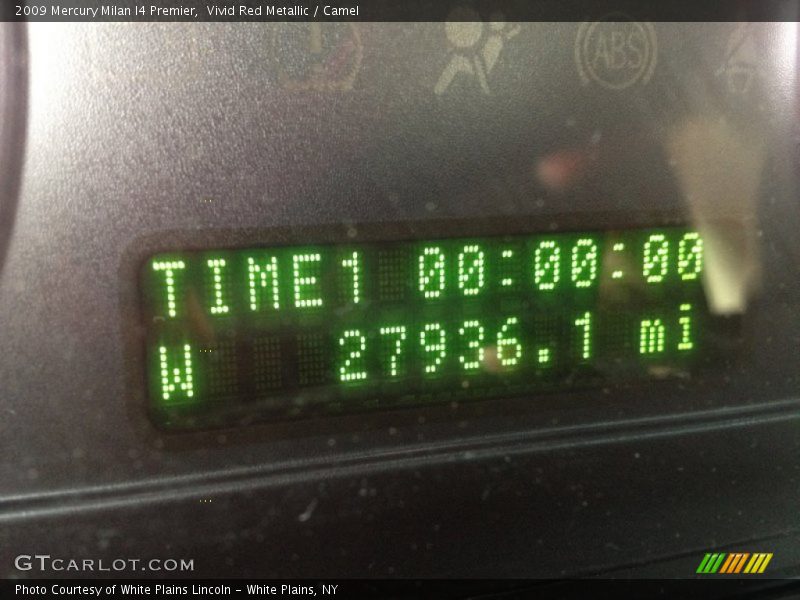 2009 Mercury Milan I4 Premier,  Vivid Red Metallic / Camel
ABS
TIME1 00:00:00
W 27936.1 mi
GTCARLOT.COM
Photo Courtesy of White Plains Lincoln - White Plains, NY